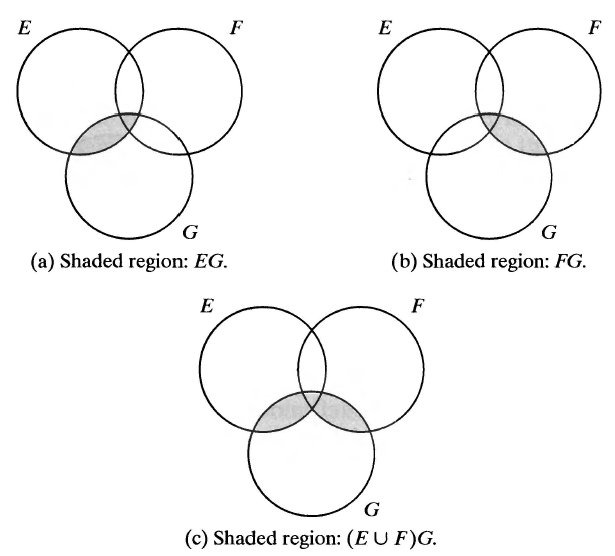 E F
E F
G
G
(a) Shaded region: EG.
(b) Shaded region: FG.
E F
G
(c) Shaded region: (E ∪ F)G.